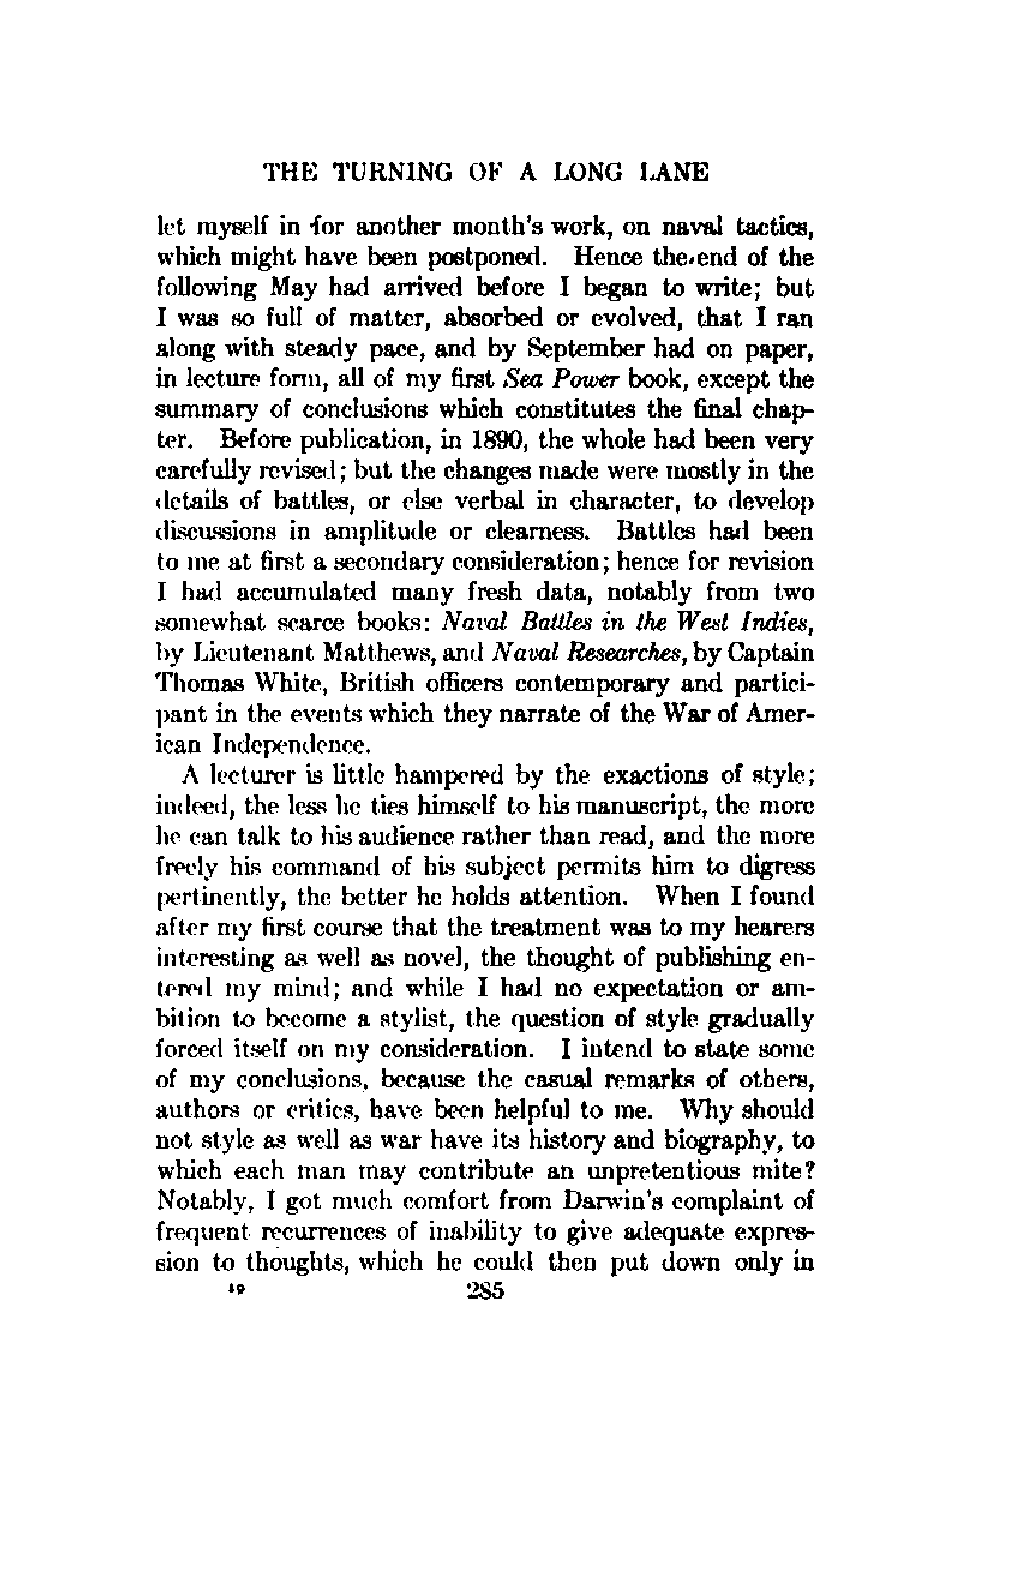 THE TURNING OF A LONG LANE
let myself in for another month's work, on naval tactics,
which might have been postponed. Hence the end of the
following May had arrived before I began to write; but
I was so full of matter, absorbed or evolved, that I ran
along with steady pace, and by September had on paper,
in lecture form, all of my first Sea Power book, except the
summary of conclusions which constitutes the final chap-
ter. Before publication, in 1890, the whole had been very
carefully revised; but the changes made were mostly in the
details of battles, or else verbal in character, to develop
discussions in amplitude or clearness. Battles had been
to me at first a secondary consideration; hence for revision
I had accumulated many fresh data, notably from two
somewhat scarce books: Naval Battles in the West Indies,
by Lieutenant Matthews, and Naval Researches, by Captain
Thomas White, British officers contemporary and partici-
pant in the events which they narrate of the War of Amer-
ican Independence.
A lecturer is little hampered by the exactions of style;
indeed, the less he ties himself to his manuscript, the more
he can talk to his audience rather than read, and the more
freely his command of his subject permits him to digress
pertinently, the better he holds attention. When I found
after my first course that the treatment was to my hearers
interesting as well as novel, the thought of publishing en-
tered my mind; and while I had no expectation or am-
bition to become a stylist, the question of style gradually
forced itself on my consideration. I intend to state some
of my conclusions, because the casual remarks of others,
authors or critics, have been helpful to me. Why should
not style as well as war have its history and biography, to
which each man may contribute an unpretentious mite?
Notably, I got much comfort from Darwin's complaint of
frequent recurrences of inability to give adequate expres-
sion to thoughts, which he could then put down only in
19 285